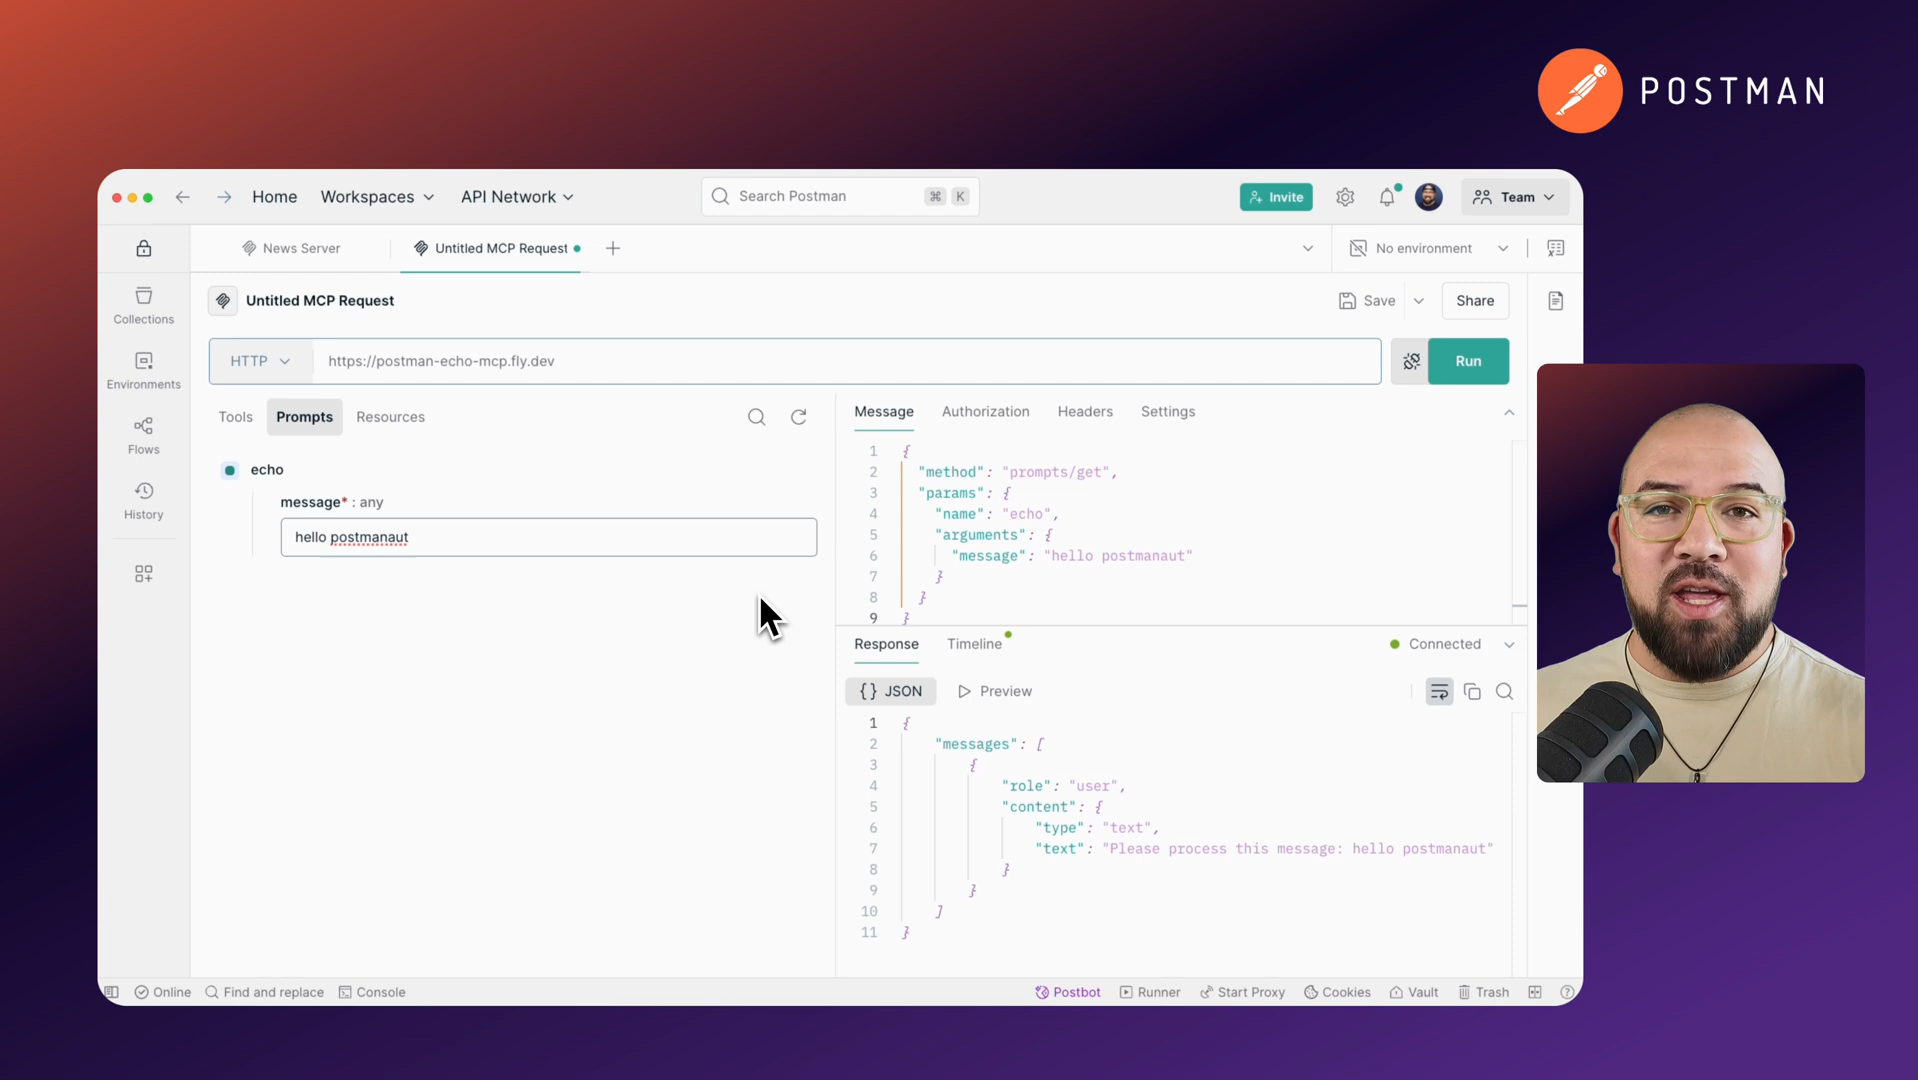 POSTMAN
Home Workspaces API Network Search Postman ⌘ K Invite Team
News Server Untitled MCP Request No environment
Untitled MCP Request Save Share
Collections
Environments
Flows
History
HTTP https://postman-echo-mcp.fly.dev Run
Tools Prompts Resources
echo
message* : any
hello postmanaut
Message Authorization Headers Settings
1 {
2 "method": "prompts/get",
3 "params": {
4 "name": "echo",
5 "arguments": {
6 "message": "hello postmanaut"
7 }
8 }
9 }
Response Timeline Connected
{} JSON Preview
1 {
2 "messages": [
3 {
4 "role": "user",
5 "content": {
6 "type": "text",
7 "text": "Please process this message: hello postmanaut"
8 }
9 }
10 ]
11 }
Online Find and replace Console Postbot Runner Start Proxy Cookies Vault Trash